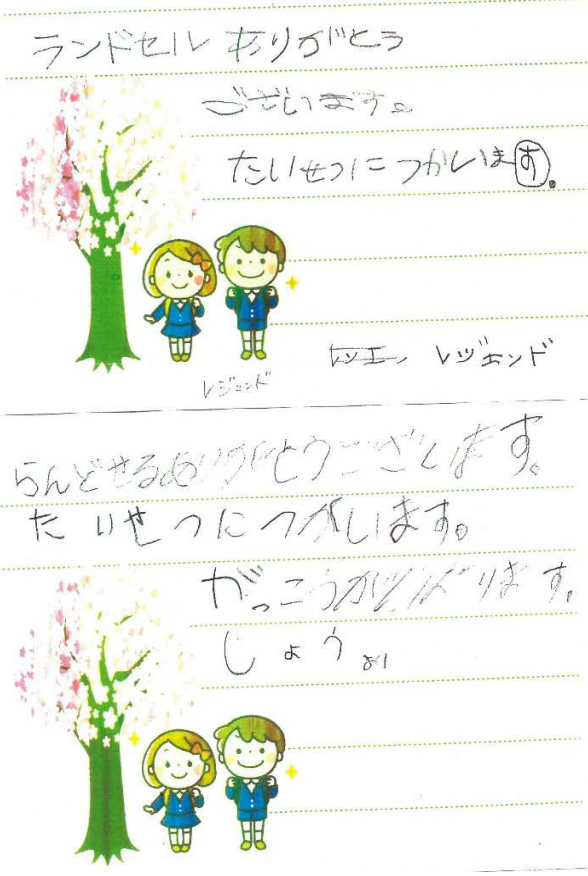 ランドセル ありがとう
ございます。
たいせつに つかいます。
レジェンド
レヅェンド
らんどせるありがとうございます。
たいせつにつかいます。
がっこうがんばります。
しょうより